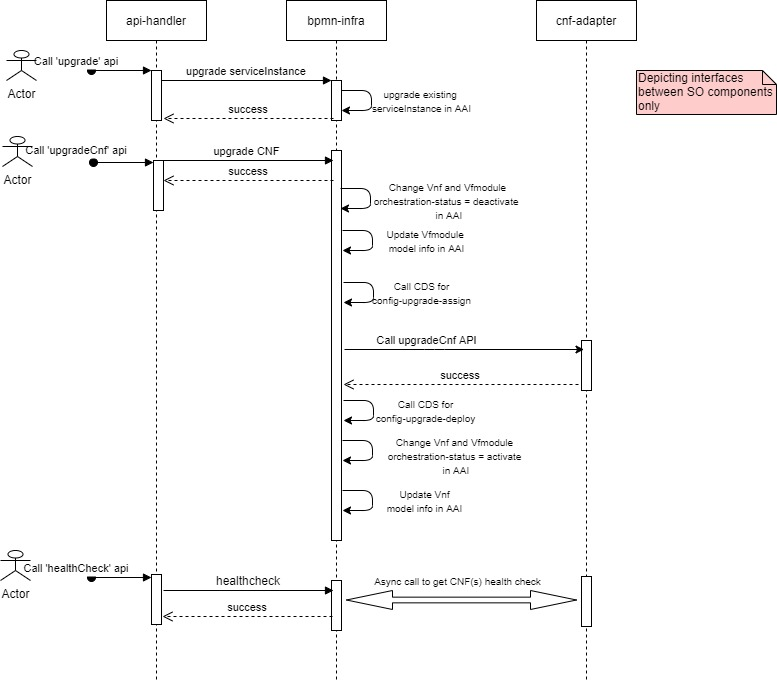 api-handler
bpmn-infra
cnf-adapter
Call 'upgrade' api
Actor
upgrade serviceInstance
upgrade existing
serviceInstance in AAI
success
Depicting interfaces
between SO components
only
Call 'upgradeCnf' api
Actor
upgrade CNF
success
Change Vnf and Vfmodule
orchestration-status = deactivate
in AAI
Update Vfmodule
model info in AAI
Call CDS for
config-upgrade-assign
Call upgradeCnf API
success
Call CDS for
config-upgrade-deploy
Change Vnf and Vfmodule
orchestration-status = activate
in AAI
Update Vnf
model info in AAI
Call 'healthCheck' api
Actor
healthcheck
success
Async call to get CNF(s) health check